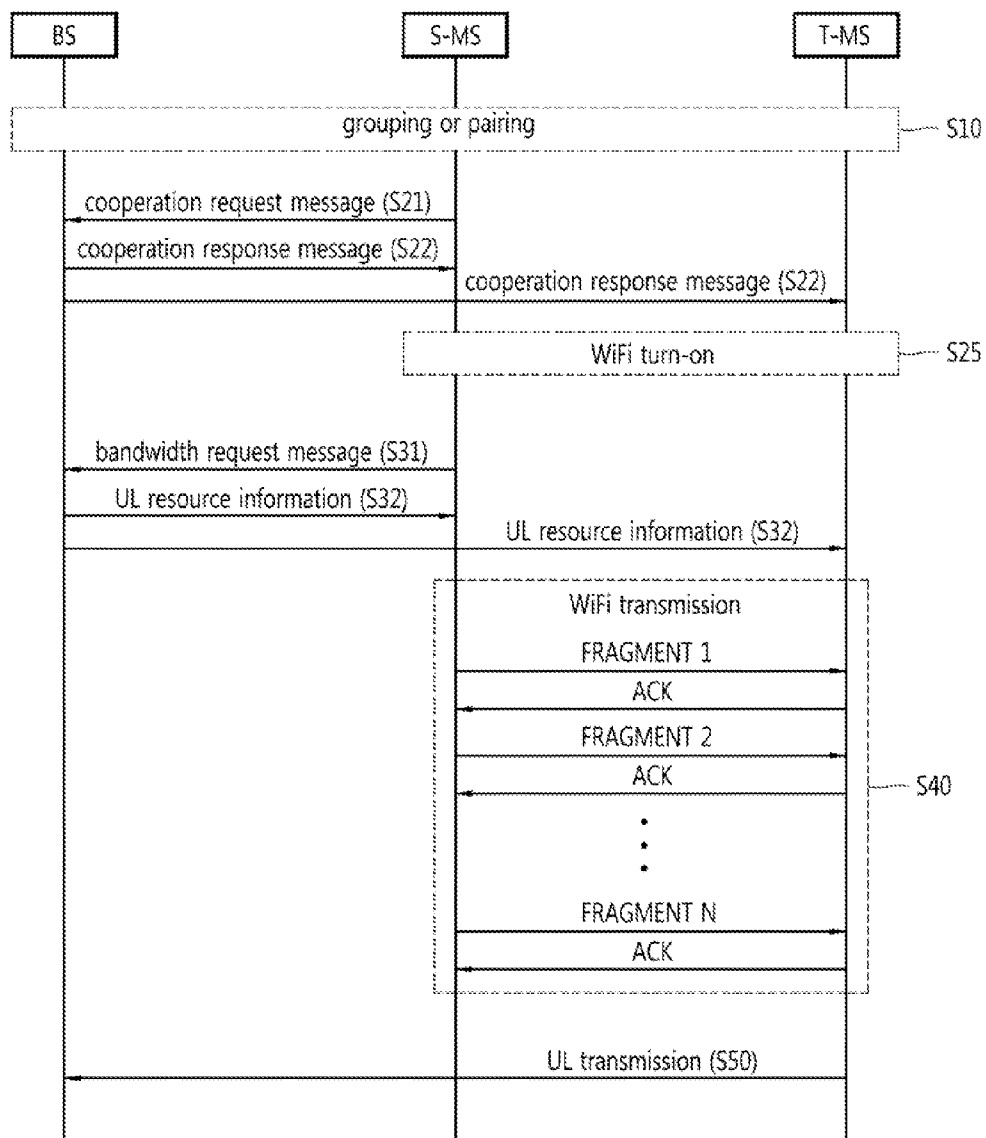 BS S-MS T-MS
grouping or pairing S10
cooperation request message (S21)
cooperation response message (S22)
cooperation response message (S22)
WiFi turn-on S25
bandwidth request message (S31)
UL resource information (S32)
UL resource information (S32)
WiFi transmission
FRAGMENT 1
ACK
FRAGMENT 2
ACK
S40
FRAGMENT N
ACK
UL transmission (S50)